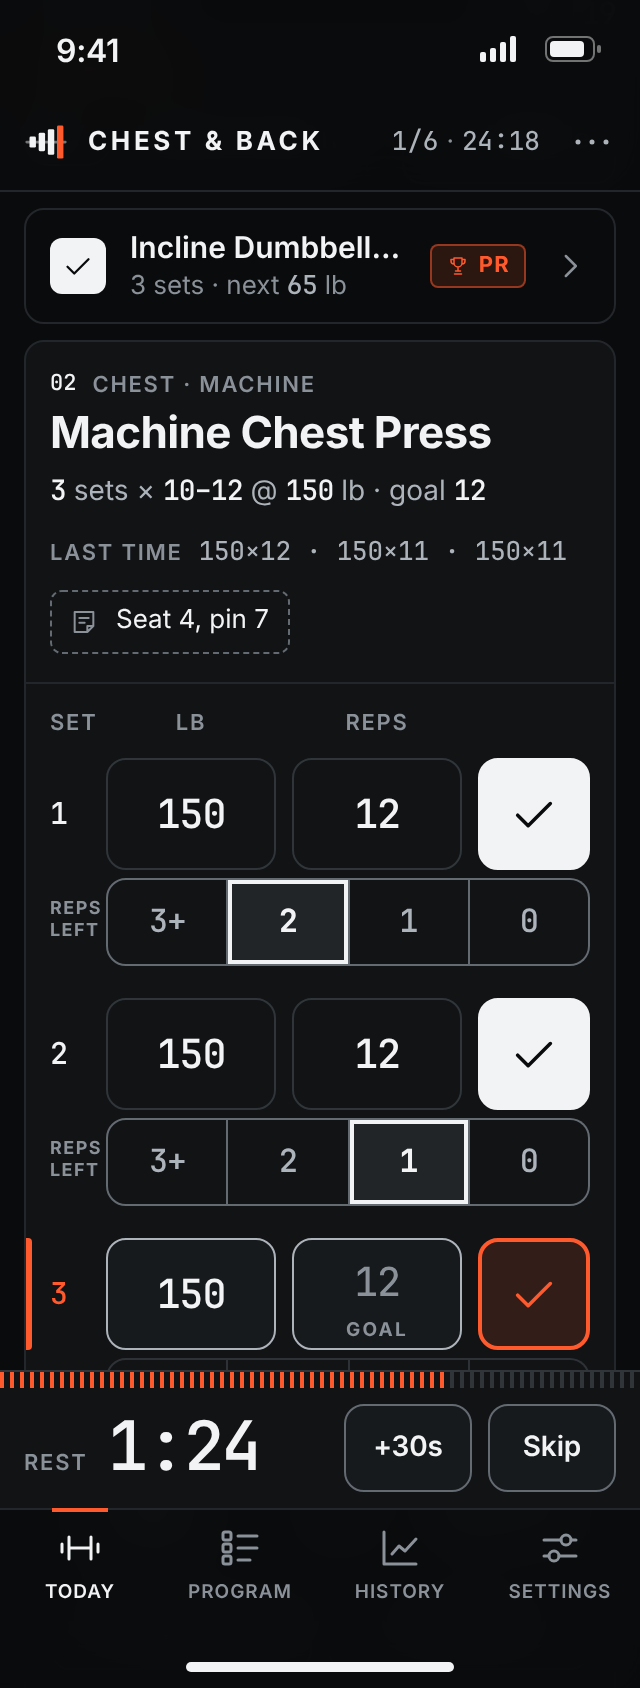 9:41
CHEST & BACK 1/6 · 24:18 ...
Incline Dumbbell...
3 sets · next 65 lb
PR
02 CHEST · MACHINE
Machine Chest Press
3 sets × 10–12 @ 150 lb · goal 12
LAST TIME 150×12 · 150×11 · 150×11
Seat 4, pin 7
SET LB REPS
1 150 12
REPS LEFT 3+ 2 1 0
2 150 12
REPS LEFT 3+ 2 1 0
3 150 12
GOAL
REST 1:24 +30s Skip
TODAY PROGRAM HISTORY SETTINGS